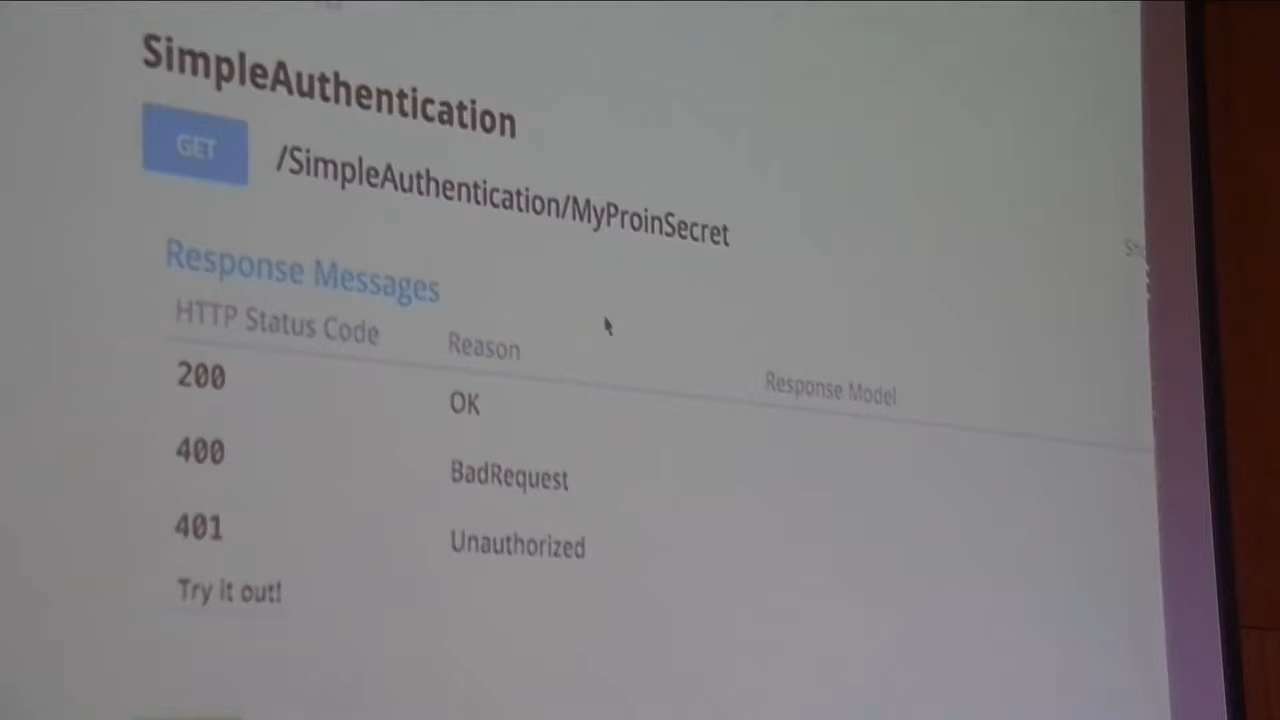 SimpleAuthentication
GET /SimpleAuthentication/MyProinSecret
Response Messages
HTTP Status Code Reason Response Model
200 OK
400 BadRequest
401 Unauthorized
Try it out!